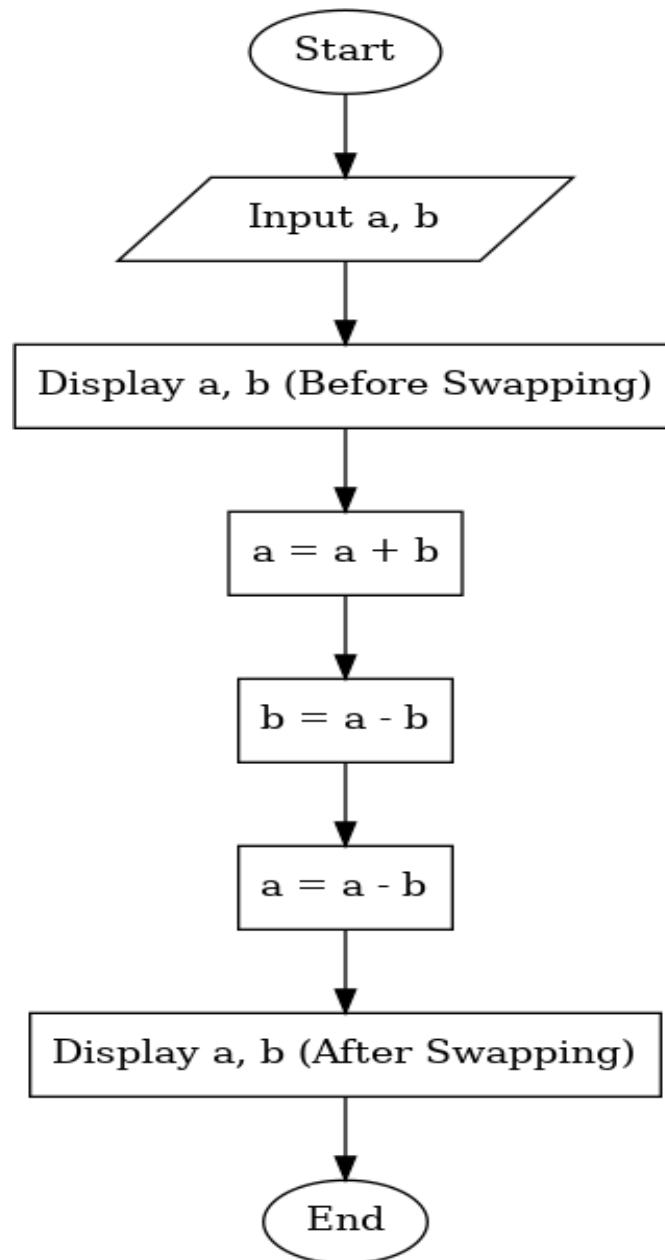 Start
Input a, b
Display a, b (Before Swapping)
a = a + b
b = a - b
a = a - b
Display a, b (After Swapping)
End